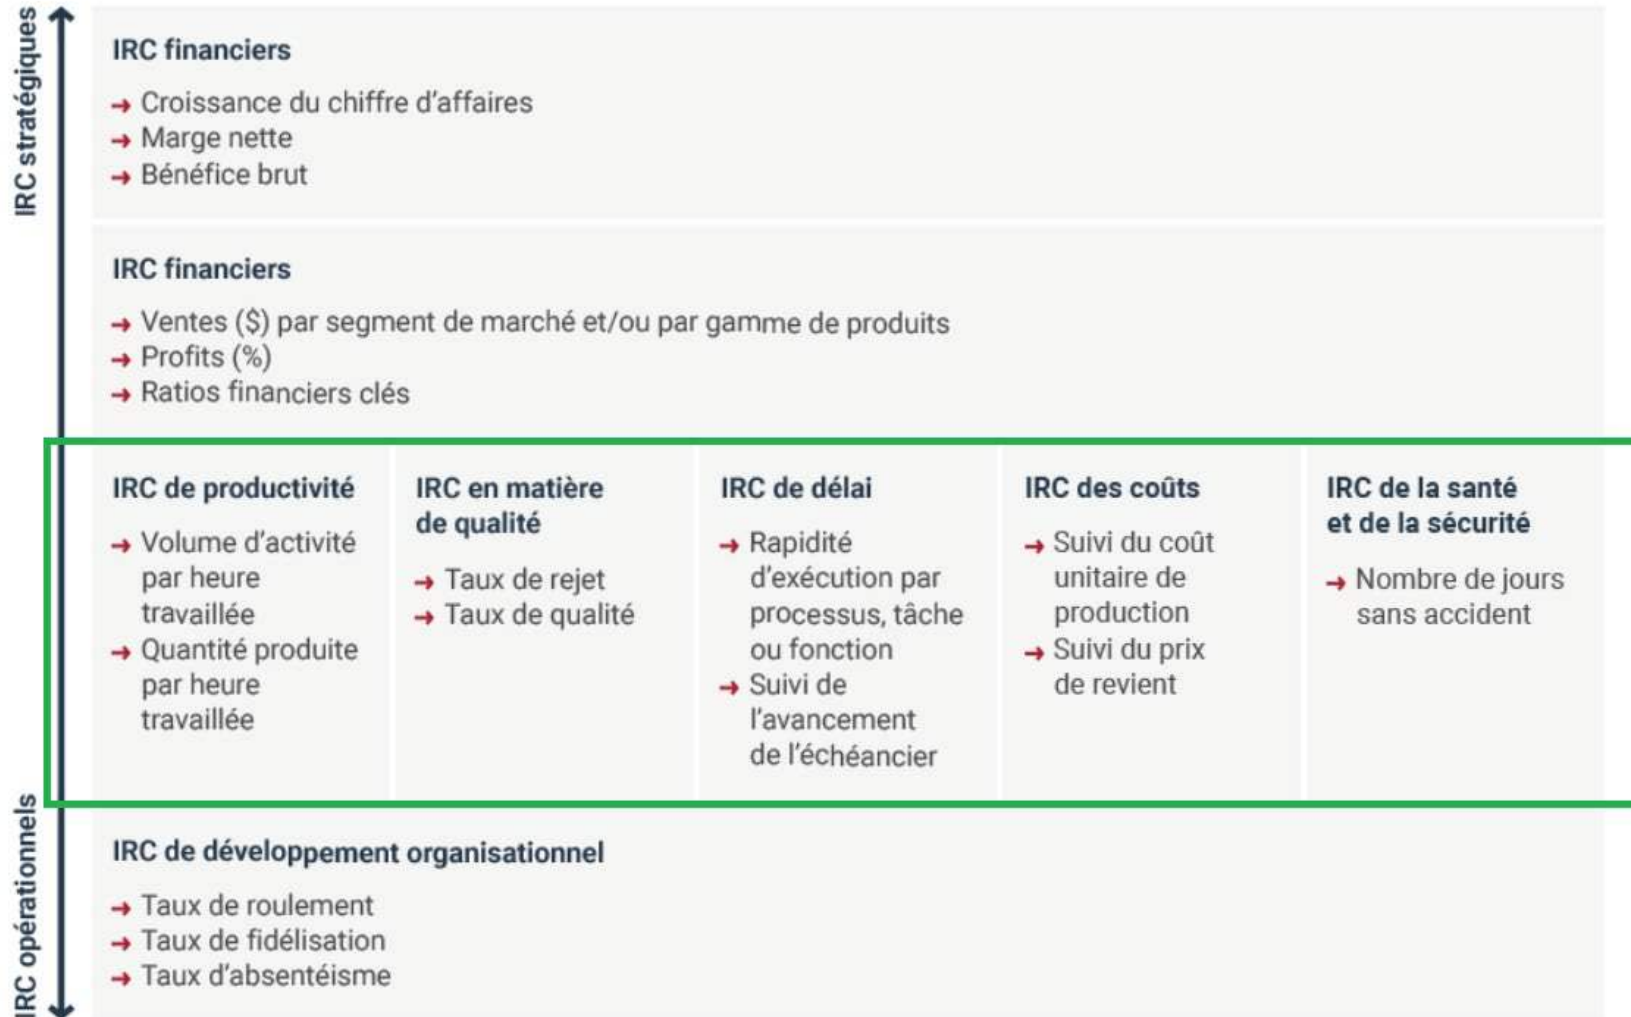 IRC stratégiques
IRC financiers
→ Croissance du chiffre d'affaires
→ Marge nette
→ Bénéfice brut
IRC financiers
→ Ventes ($) par segment de marché et/ou par gamme de produits
→ Profits (%)
→ Ratios financiers clés
IRC de productivité
→ Volume d'activité
par heure
travaillée
→ Quantité produite
par heure
travaillée
IRC en matière
de qualité
→ Taux de rejet
→ Taux de qualité
IRC de délai
→ Rapidité
d'exécution par
processus, tâche
ou fonction
→ Suivi de
l'avancement
de l'échéancier
IRC des coûts
→ Suivi du coût
unitaire de
production
→ Suivi du prix
de revient
IRC de la santé
et de la sécurité
→ Nombre de jours
sans accident
IRC opérationnels
IRC de développement organisationnel
→ Taux de roulement
→ Taux de fidélisation
→ Taux d'absentéisme